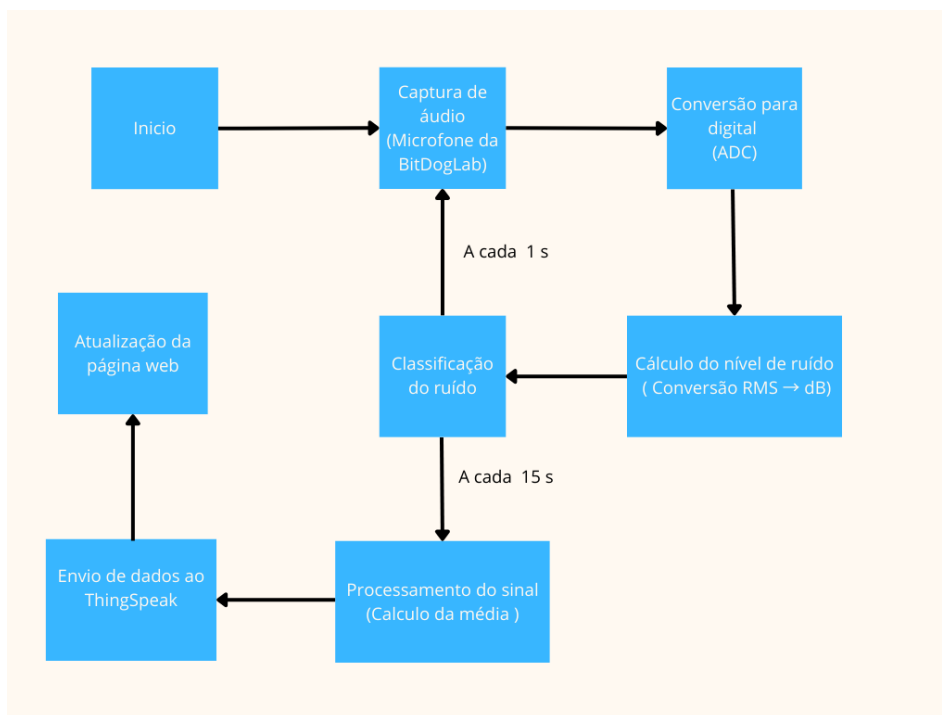 Inicio
Captura de
áudio
(Microfone da
BitDogLab)
Conversão para
digital
(ADC)
A cada 1 s
Atualização da
página web
Classificação
do ruído
Cálculo do nível de ruído
( Conversão RMS → dB)
A cada 15 s
Envio de dados ao
ThingSpeak
Processamento do sinal
(Calculo da média )